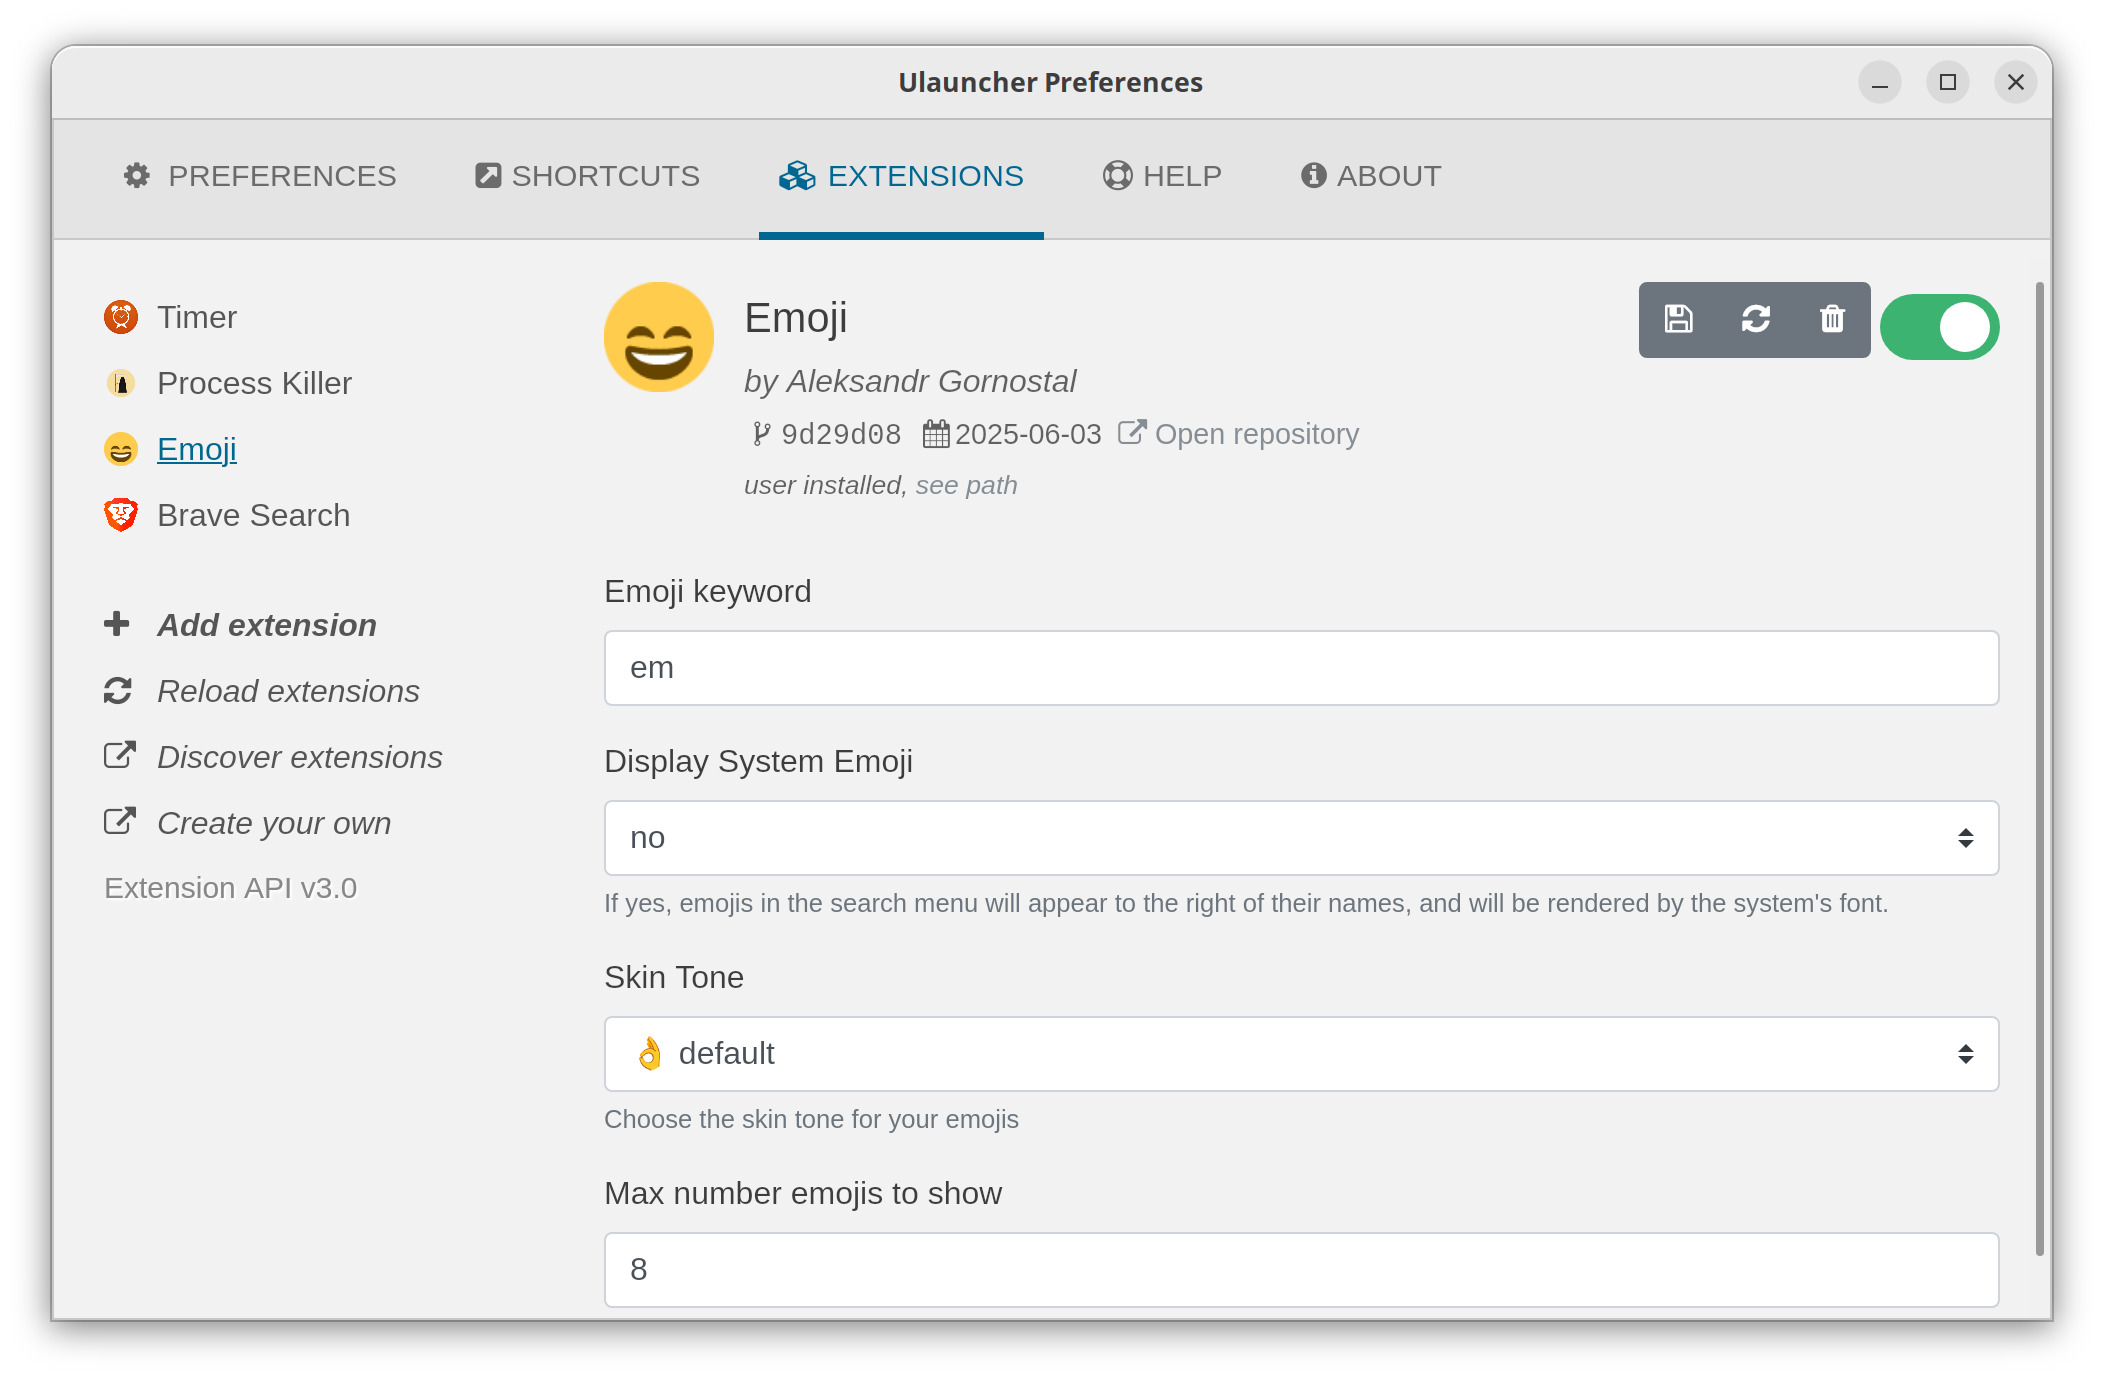 Ulauncher Preferences
PREFERENCES SHORTCUTS EXTENSIONS HELP ABOUT
Timer
Process Killer
Emoji
Brave Search
Add extension
Reload extensions
Discover extensions
Create your own
Extension API v3.0
Emoji
by Aleksandr Gornostal
9d29d08 2025-06-03 Open repository
user installed, see path
Emoji keyword
em
Display System Emoji
no
If yes, emojis in the search menu will appear to the right of their names, and will be rendered by the system's font.
Skin Tone
👌 default
Choose the skin tone for your emojis
Max number emojis to show
8